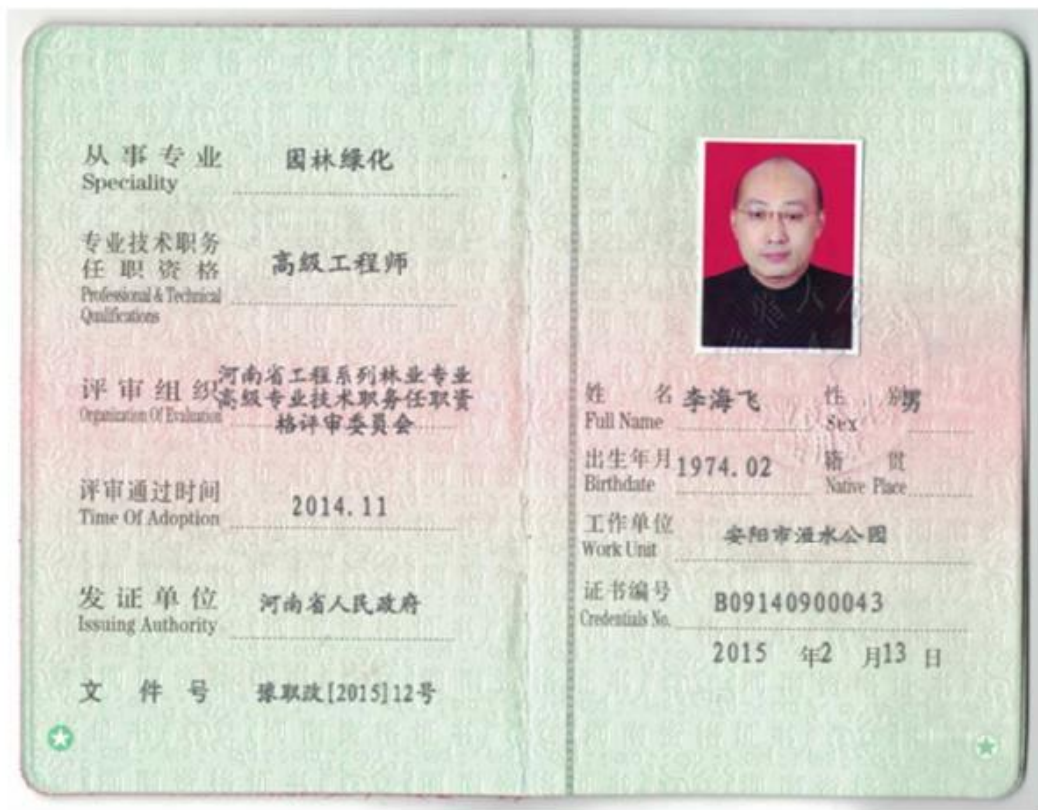 从事专业 园林绿化
Speciality
专业技术职务
任职资格 高级工程师
Professional & Technical
Qualifications
评审组织 河南省工程系列林业专业
高级专业技术职务任职资
格评审委员会
Organization Of Evaluation
评审通过时间 2014.11
Time Of Adoption
发证单位 河南省人民政府
Issuing Authority
文件号 豫职改[2015]12号
姓名 李海飞 性别 男
Full Name Sex
出生年月 1974.02 籍贯
Birthdate Native Place
工作单位 安阳市洹水公园
Work Unit
证书编号 B09140900043
Credentials No.
2015 年2 月13 日